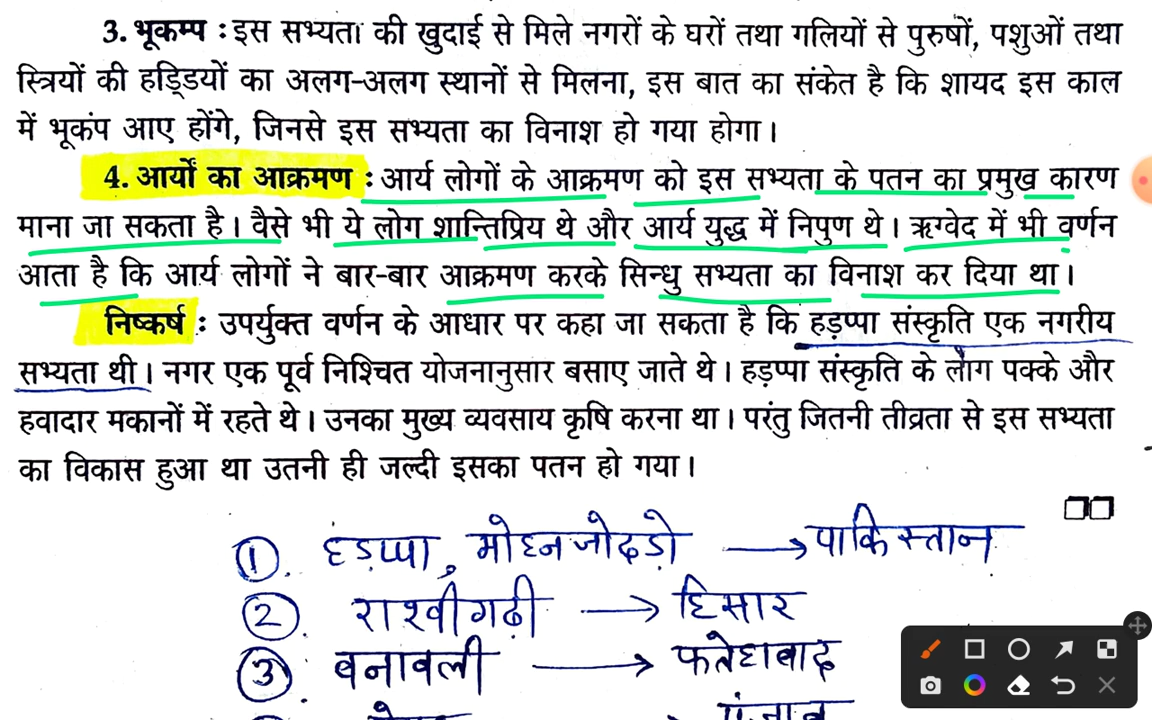 3. भूकम्प : इस सभ्यता की खुदाई से मिले नगरों के घरों तथा गलियों से पुरुषों, पशुओं तथा
स्त्रियों की हड्डियों का अलग-अलग स्थानों से मिलना, इस बात का संकेत है कि शायद इस काल
में भूकंप आए होंगे, जिनसे इस सभ्यता का विनाश हो गया होगा।
4. आर्यों का आक्रमण : आर्य लोगों के आक्रमण को इस सभ्यता के पतन का प्रमुख कारण
माना जा सकता है। वैसे भी ये लोग शान्तिप्रिय थे और आर्य युद्ध में निपुण थे। ऋग्वेद में भी वर्णन
आता है कि आर्य लोगों ने बार-बार आक्रमण करके सिन्धु सभ्यता का विनाश कर दिया था।
निष्कर्ष : उपर्युक्त वर्णन के आधार पर कहा जा सकता है कि हड़प्पा संस्कृति एक नगरीय
सभ्यता थी। नगर एक पूर्व निश्चित योजनानुसार बसाए जाते थे। हड़प्पा संस्कृति के लोग पक्के और
हवादार मकानों में रहते थे। उनका मुख्य व्यवसाय कृषि करना था। परंतु जितनी तीव्रता से इस सभ्यता
का विकास हुआ था उतनी ही जल्दी इसका पतन हो गया।
1. हड़प्पा, मोहनजोदड़ो → पाकिस्तान
2. राखीगढ़ी → हिसार
3. बनावली → फतेहाबाद